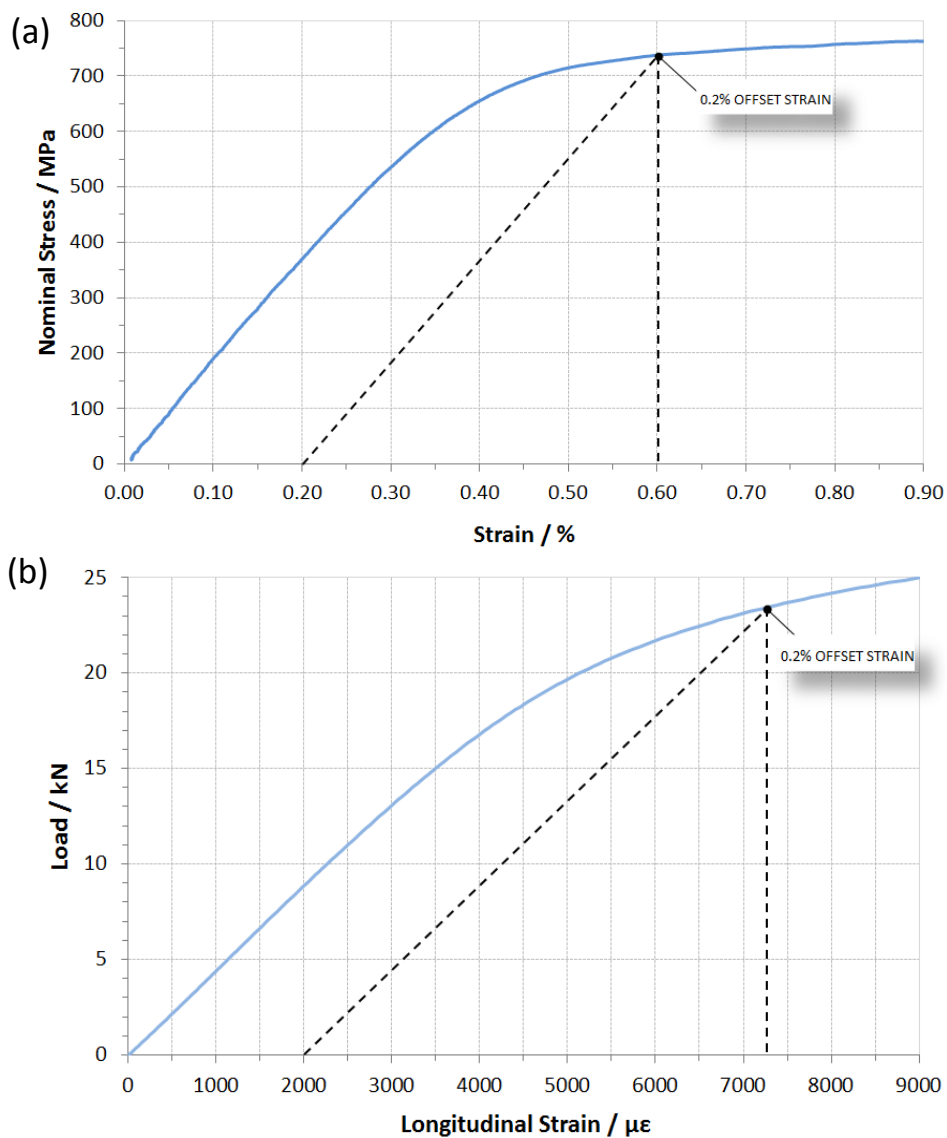 (a)
800
700
600
500
400
300
200
100
0
Nominal Stress / MPa
0.2% OFFSET STRAIN
0.00 0.10 0.20 0.30 0.40 0.50 0.60 0.70 0.80 0.90
Strain / %
(b)
25
20
15
10
5
0
Load / kN
0.2% OFFSET STRAIN
0 1000 2000 3000 4000 5000 6000 7000 8000 9000
Longitudinal Strain / με